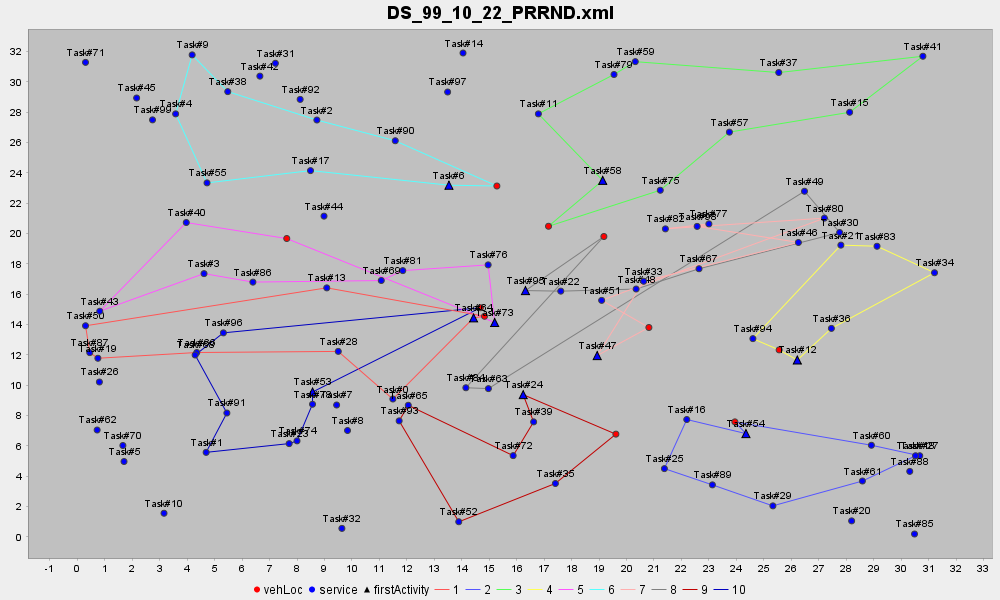 DS_99_10_22_PRRND.xml
32
30
28
26
24
22
20
18
16
14
12
10
8
6
4
2
0
Task#71
Task#9
Task#31
Task#42
Task#14
Task#59
Task#79
Task#37
Task#41
Task#45
Task#38
Task#92
Task#97
Task#99
Task#4
Task#2
Task#11
Task#15
Task#90
Task#57
Task#55
Task#17
Task#6
Task#58
Task#75
Task#49
Task#40
Task#44
Task#82
Task#77
Task#80
Task#30
Task#46
Task#21
Task#83
Task#3
Task#86
Task#13
Task#69
Task#81
Task#76
Task#67
Task#34
Task#95
Task#22
Task#33
Task#48
Task#51
Task#43
Task#50
Task#64
Task#73
Task#96
Task#94
Task#36
Task#87
Task#19
Task#28
Task#47
Task#12
Task#26
Task#53
Task#7
Task#0
Task#65
Task#63
Task#24
Task#91
Task#93
Task#39
Task#16
Task#62
Task#70
Task#5
Task#1
Task#74
Task#8
Task#72
Task#54
Task#60
Task#25
Task#89
Task#88
Task#61
Task#35
Task#10
Task#32
Task#52
Task#29
Task#20
Task#85
-1 0 1 2 3 4 5 6 7 8 9 10 11 12 13 14 15 16 17 18 19 20 21 22 23 24 25 26 27 28 29 30 31 32 33
vehLoc service firstActivity 1 2 3 4 5 6 7 8 9 10